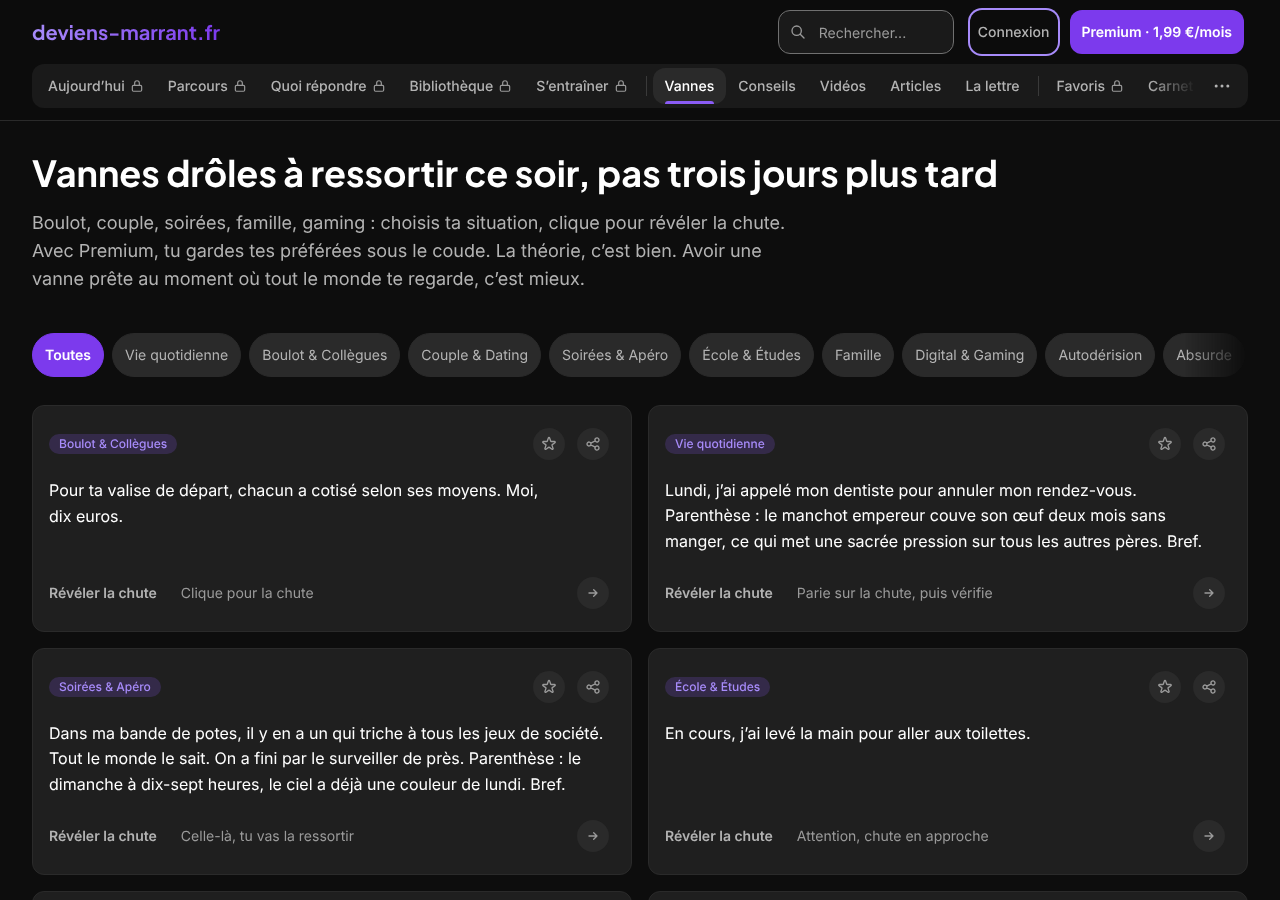 deviens-marrant.fr
Rechercher...
Connexion
Premium · 1,99 €/mois
Aujourd’hui
Parcours
Quoi répondre
Bibliothèque
S’entraîner
Vannes
Conseils
Vidéos
Articles
La lettre
Favoris
Carnet
Vannes drôles à ressortir ce soir, pas trois jours plus tard
Boulot, couple, soirées, famille, gaming : choisis ta situation, clique pour révéler la chute.
Avec Premium, tu gardes tes préférées sous le coude. La théorie, c’est bien. Avoir une
vanne prête au moment où tout le monde te regarde, c’est mieux.
Toutes
Vie quotidienne
Boulot & Collègues
Couple & Dating
Soirées & Apéro
École & Études
Famille
Digital & Gaming
Autodérision
Absurde
Boulot & Collègues
Pour ta valise de départ, chacun a cotisé selon ses moyens. Moi,
dix euros.
Révéler la chute
Clique pour la chute
Vie quotidienne
Lundi, j’ai appelé mon dentiste pour annuler mon rendez-vous.
Parenthèse : le manchot empereur couve son œuf deux mois sans
manger, ce qui met une sacrée pression sur tous les autres pères. Bref.
Révéler la chute
Parie sur la chute, puis vérifie
Soirées & Apéro
Dans ma bande de potes, il y en a un qui triche à tous les jeux de société.
Tout le monde le sait. On a fini par le surveiller de près. Parenthèse : le
dimanche à dix-sept heures, le ciel a déjà une couleur de lundi. Bref.
Révéler la chute
Celle-là, tu vas la ressortir
École & Études
En cours, j’ai levé la main pour aller aux toilettes.
Révéler la chute
Attention, chute en approche